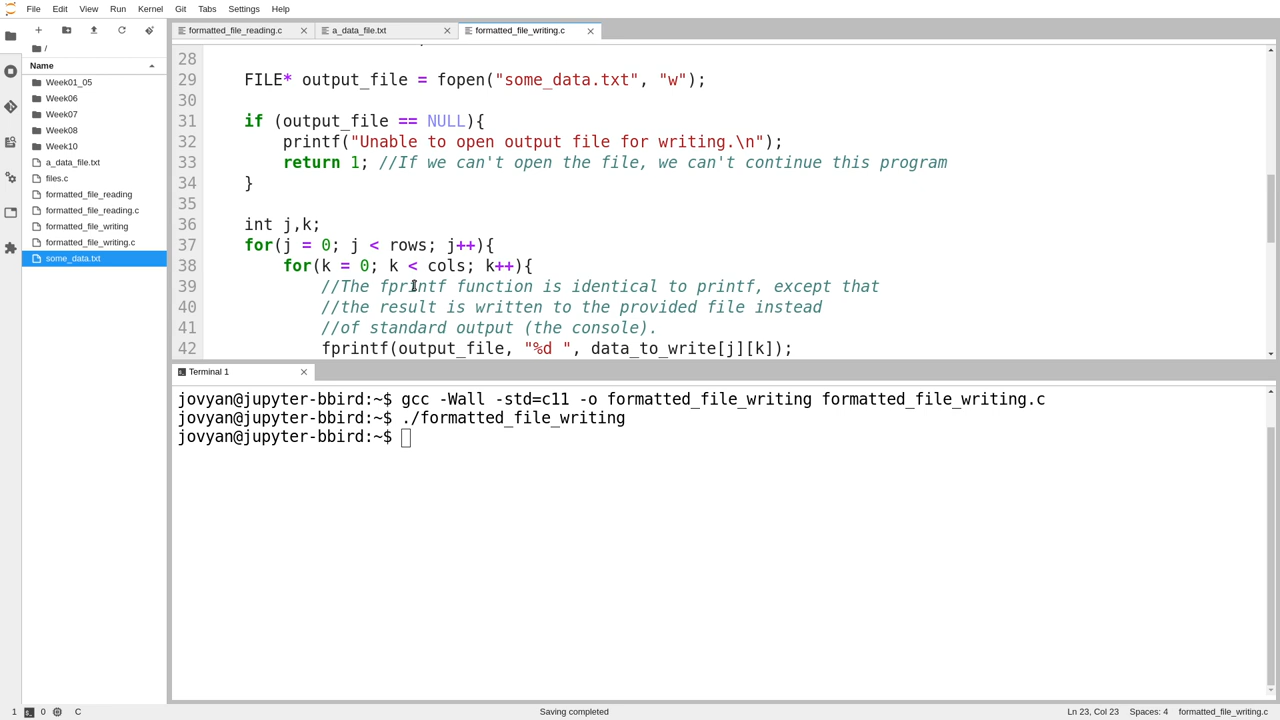 File Edit View Run Kernel Git Tabs Settings Help
formatted_file_reading.c a_data_file.txt formatted_file_writing.c
/
Name
Week01_05
Week06
Week07
Week08
Week10
a_data_file.txt
files.c
formatted_file_reading
formatted_file_reading.c
formatted_file_writing
formatted_file_writing.c
some_data.txt
28
29 FILE* output_file = fopen("some_data.txt", "w");
30
31 if (output_file == NULL){
32 printf("Unable to open output file for writing.\n");
33 return 1; //If we can't open the file, we can't continue this program
34 }
35
36 int j,k;
37 for(j = 0; j < rows; j++){
38 for(k = 0; k < cols; k++){
39 //The fprintf function is identical to printf, except that
40 //the result is written to the provided file instead
41 //of standard output (the console).
42 fprintf(output_file, "%d ", data_to_write[j][k]);
Terminal 1
jovyan@jupyter-bbird:~$ gcc -Wall -std=c11 -o formatted_file_writing formatted_file_writing.c
jovyan@jupyter-bbird:~$ ./formatted_file_writing
jovyan@jupyter-bbird:~$
1 $_ 0 C Saving completed Ln 23, Col 23 Spaces: 4 formatted_file_writing.c